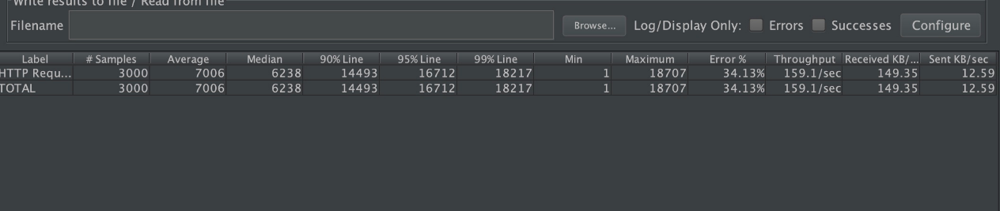 Write results to file / Read from file
Filename Browse... Log/Display Only: Errors Successes Configure
Label # Samples Average Median 90% Line 95% Line 99% Line Min Maximum Error % Throughput Received KB/... Sent KB/sec
HTTP Requ... 3000 7006 6238 14493 16712 18217 1 18707 34.13% 159.1/sec 149.35 12.59
TOTAL 3000 7006 6238 14493 16712 18217 1 18707 34.13% 159.1/sec 149.35 12.59